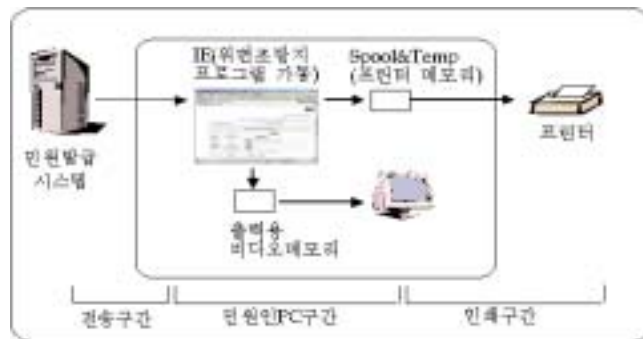 IE(위변조방지
프로그램 가동)
Spool&Temp
(프린터 메모리)
민원발급
시스템
프린터
출력용
비디오메모리
전송구간
민원인PC구간
인쇄구간